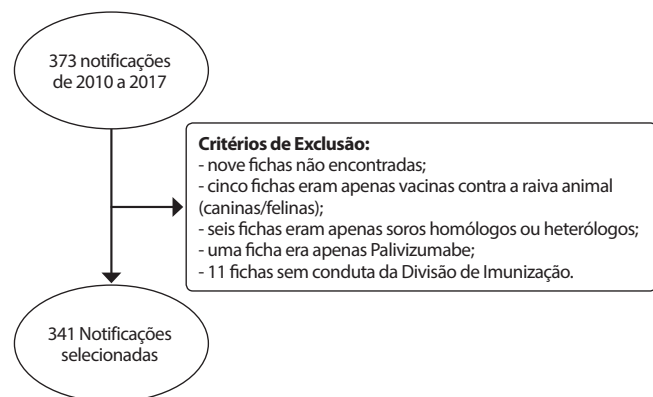 373 notificações
de 2010 a 2017
Critérios de Exclusão:
- nove fichas não encontradas;
- cinco fichas eram apenas vacinas contra a raiva animal
(caninas/felinas);
- seis fichas eram apenas soros homólogos ou heterólogos;
- uma ficha era apenas Palivizumabe;
- 11 fichas sem conduta da Divisão de Imunização.
341 Notificações
selecionadas